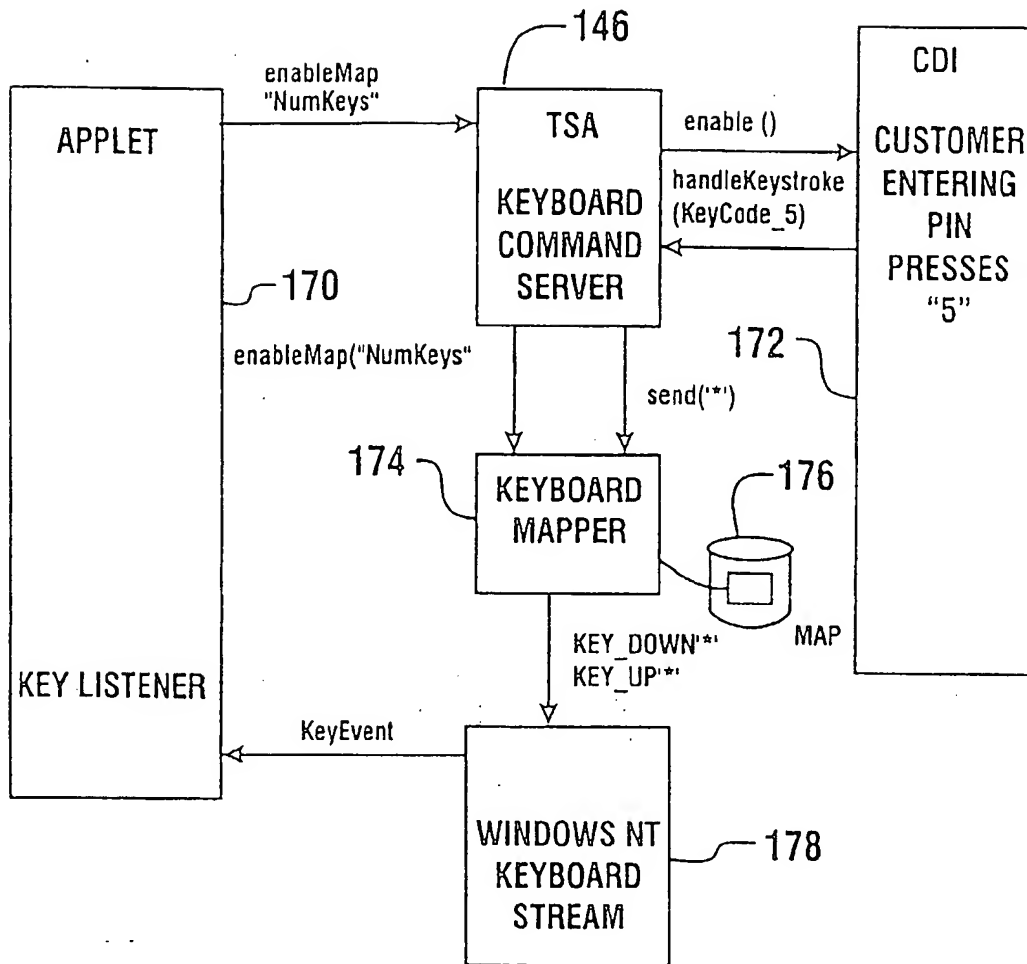 146
enableMap
"NumKeys"
APPLET
170
KEY LISTENER
TSA
KEYBOARD
COMMAND
SERVER
enable ()
handleKeystroke
(KeyCode_5)
CDI
CUSTOMER
ENTERING
PIN
PRESSES
"5"
172
enableMap("NumKeys"
send('*')
174
KEYBOARD
MAPPER
176
MAP
KEY_DOWN'*'
KEY_UP'*'
KeyEvent
WINDOWS NT
KEYBOARD
STREAM
178